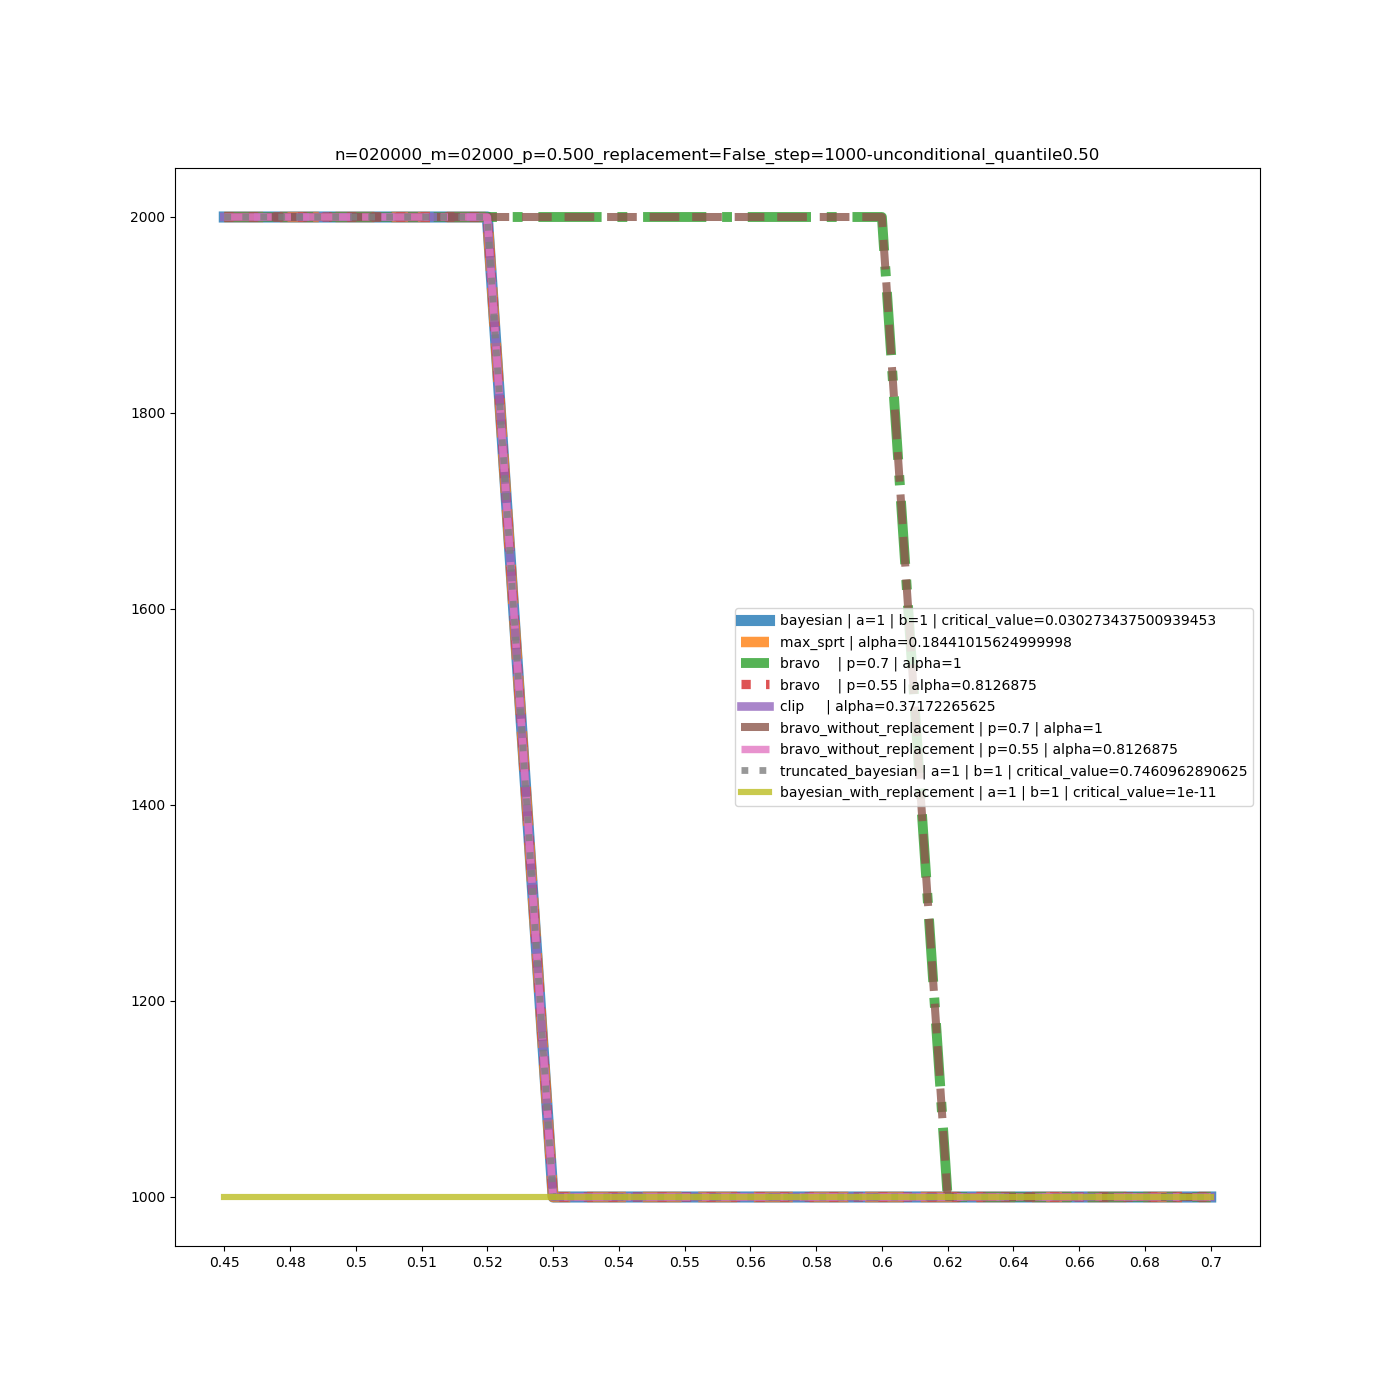 n=020000_m=02000_p=0.500_replacement=False_step=1000-unconditional_quantile0.50
2000
1800
1600
1400
1200
1000
bayesian | a=1 | b=1 | critical_value=0.030273437500939453
max_sprt | alpha=0.18441015624999998
bravo | p=0.7 | alpha=1
bravo | p=0.55 | alpha=0.8126875
clip | alpha=0.37172265625
bravo_without_replacement | p=0.7 | alpha=1
bravo_without_replacement | p=0.55 | alpha=0.8126875
truncated_bayesian | a=1 | b=1 | critical_value=0.7460962890625
bayesian_with_replacement | a=1 | b=1 | critical_value=1e-11
0.45 0.48 0.5 0.51 0.52 0.53 0.54 0.55 0.56 0.58 0.6 0.62 0.64 0.66 0.68 0.7